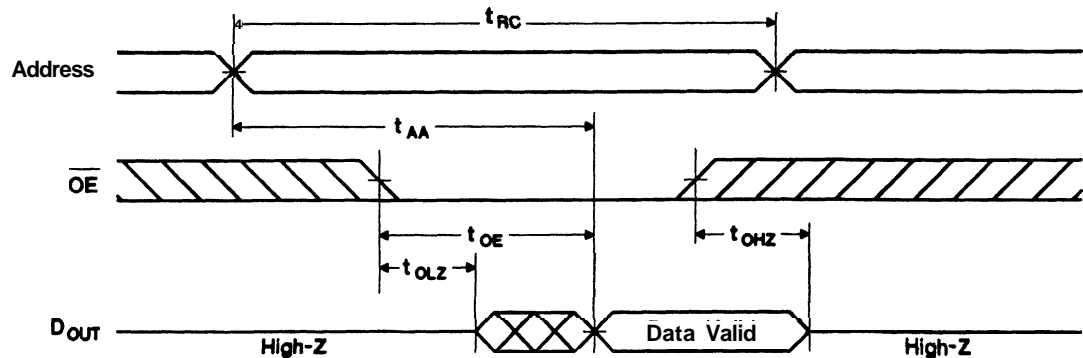 tRC
Address
tAA
OE
tOE
tOHZ
tOLZ
DOUT
High-Z
Data Valid
High-Z